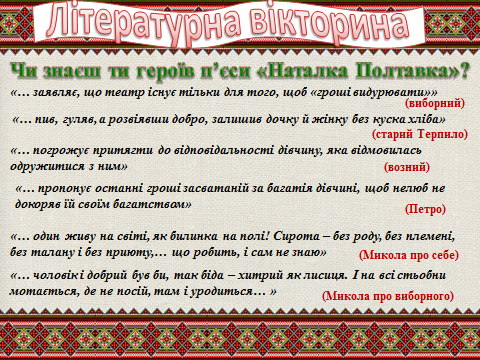 Літературна вікторина
Чи знаєш ти героїв п’єси «Наталка Полтавка»?
«… заявляє, що театр існує тільки для того, щоб «гроші видурювати»»
(виборний)
«… пив, гуляв, а розвіявши добро, залишив дочку й жінку без куска хліба»
(старий Терпило)
«… погрожує притягти до відповідальності дівчину, яка відмовилась
одружитися з ним»
(возний)
«… пропонує останні гроші засватаній за багатія дівчині, щоб нелюб не
докоряв їй своїм багатством»
(Петро)
«… один живу на світі, як билинка на полі! Сирота – без роду, без племені,
без талану і без приюту,… що робить, і сам не знаю»
(Микола про себе)
«… чоловік і добрий був би, так біда – хитрий як лисиця. І на всі стьобни
мотається, де не посій, там і уродиться… »
(Микола про виборного)